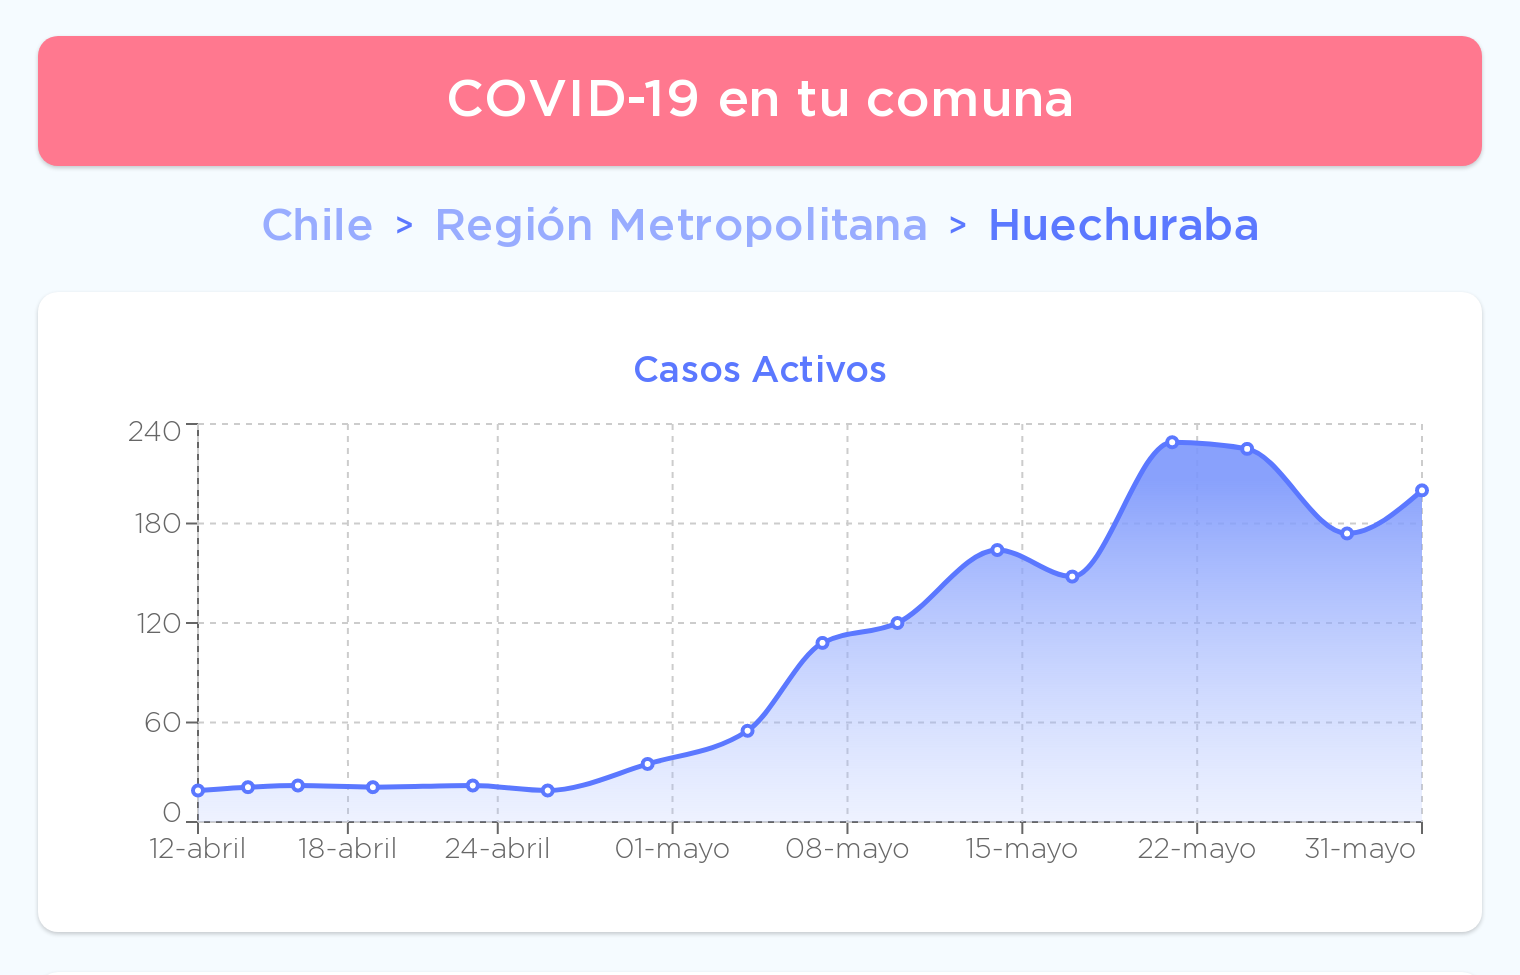 COVID-19 en tu comuna
Chile > Región Metropolitana > Huechuraba
Casos Activos
240
180
120
60
0
12-abril 18-abril 24-abril 01-mayo 08-mayo 15-mayo 22-mayo 31-mayo